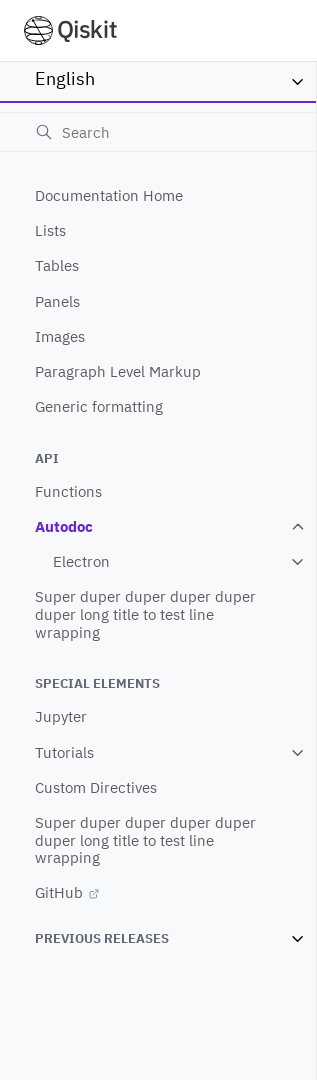 Qiskit
English
Search
Documentation Home
Lists
Tables
Panels
Images
Paragraph Level Markup
Generic formatting
API
Functions
Autodoc
Electron
Super duper duper duper duper
duper long title to test line
wrapping
SPECIAL ELEMENTS
Jupyter
Tutorials
Custom Directives
Super duper duper duper duper
duper long title to test line
wrapping
GitHub
PREVIOUS RELEASES